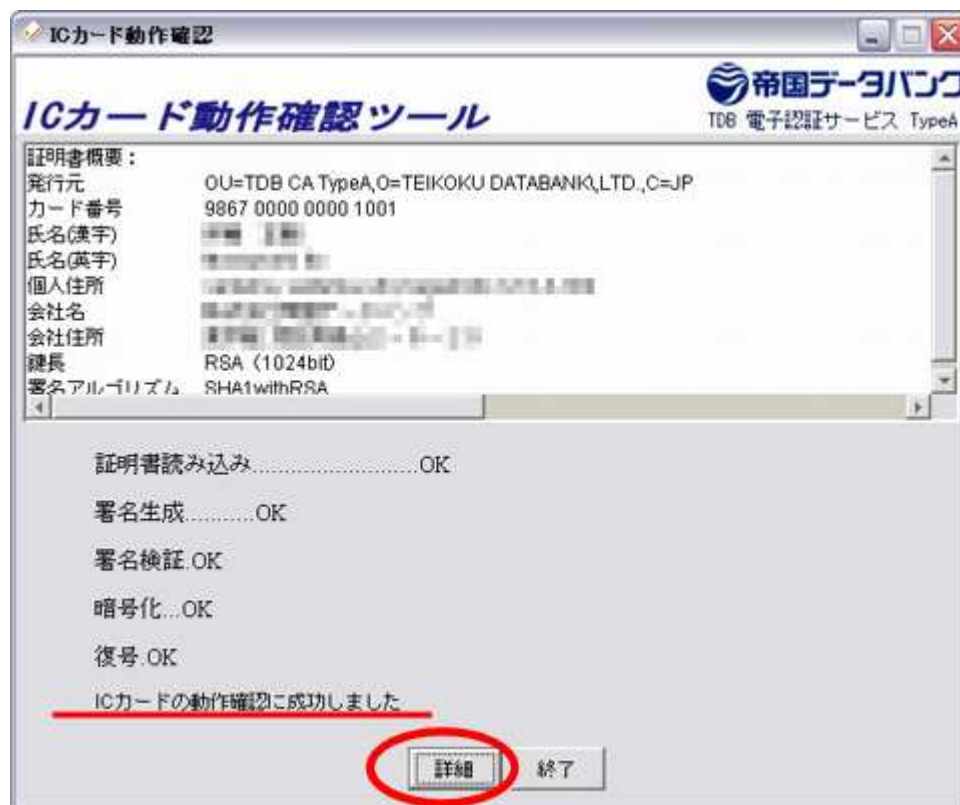 ICカード動作確認
帝国データバンク
ICカード動作確認ツール
TDB 電子認証サービス TypeA
証明書概要：
発行元 OU=TDB CA TypeA,O=TEIKOKU DATABANK\,LTD.,C=JP
カード番号 9867 0000 0000 1001
氏名(漢字)
氏名(英字)
個人住所
会社名
会社住所
鍵長 RSA（1024bit）
署名アルゴリズム SHA1withRSA
証明書読み込み...........................OK
署名生成...........OK
署名検証.OK
暗号化...OK
復号.OK
ICカードの動作確認に成功しました
詳細 終了